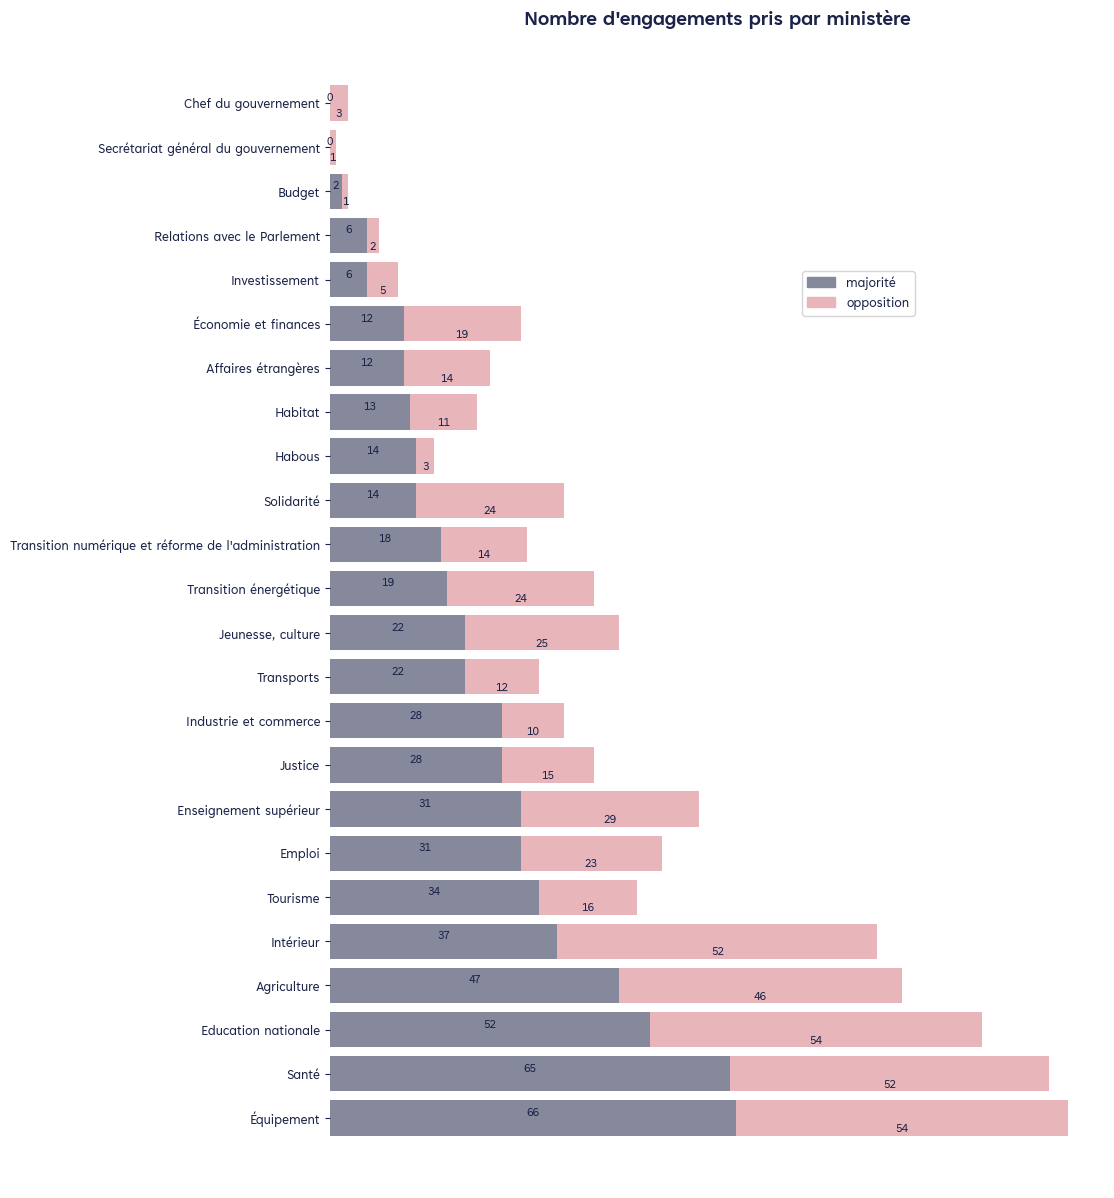 Nombre d'engagements pris par ministère
Chef du gouvernement 0 3
Secrétariat général du gouvernement 0 1
Budget 2 1
Relations avec le Parlement 6 2
Investissement 6 5
majorité
opposition
Économie et finances 12 19
Affaires étrangères 12 14
Habitat 13 11
Habous 14 3
Solidarité 14 24
Transition numérique et réforme de l'administration 18 14
Transition énergétique 19 24
Jeunesse, culture 22 25
Transports 22 12
Industrie et commerce 28 10
Justice 28 15
Enseignement supérieur 31 29
Emploi 31 23
Tourisme 34 16
Intérieur 37 52
Agriculture 47 46
Education nationale 52 54
Santé 65 52
Équipement 66 54